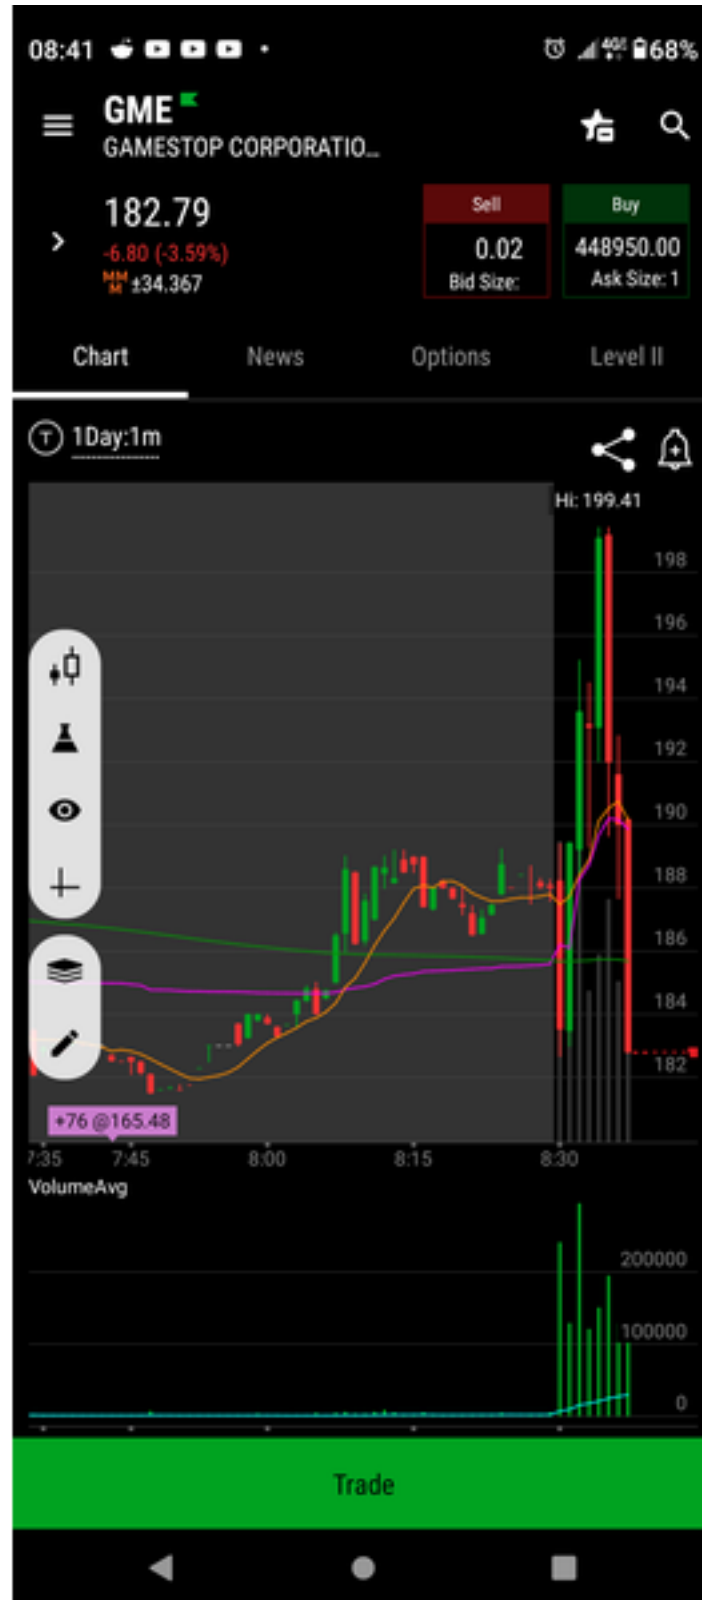 08:41
4GE 68%
GME
GAMESTOP CORPORATIO...
182.79
-6.80 (-3.59%)
MMM ±34.367
Sell
0.02
Bid Size:
Buy
448950.00
Ask Size: 1
Chart News Options Level II
T 1Day:1m
Hi: 199.41
198
196
194
192
190
188
186
184
182
+76 @165.48
7:35 7:45 8:00 8:15 8:30
VolumeAvg
200000
100000
0
Trade